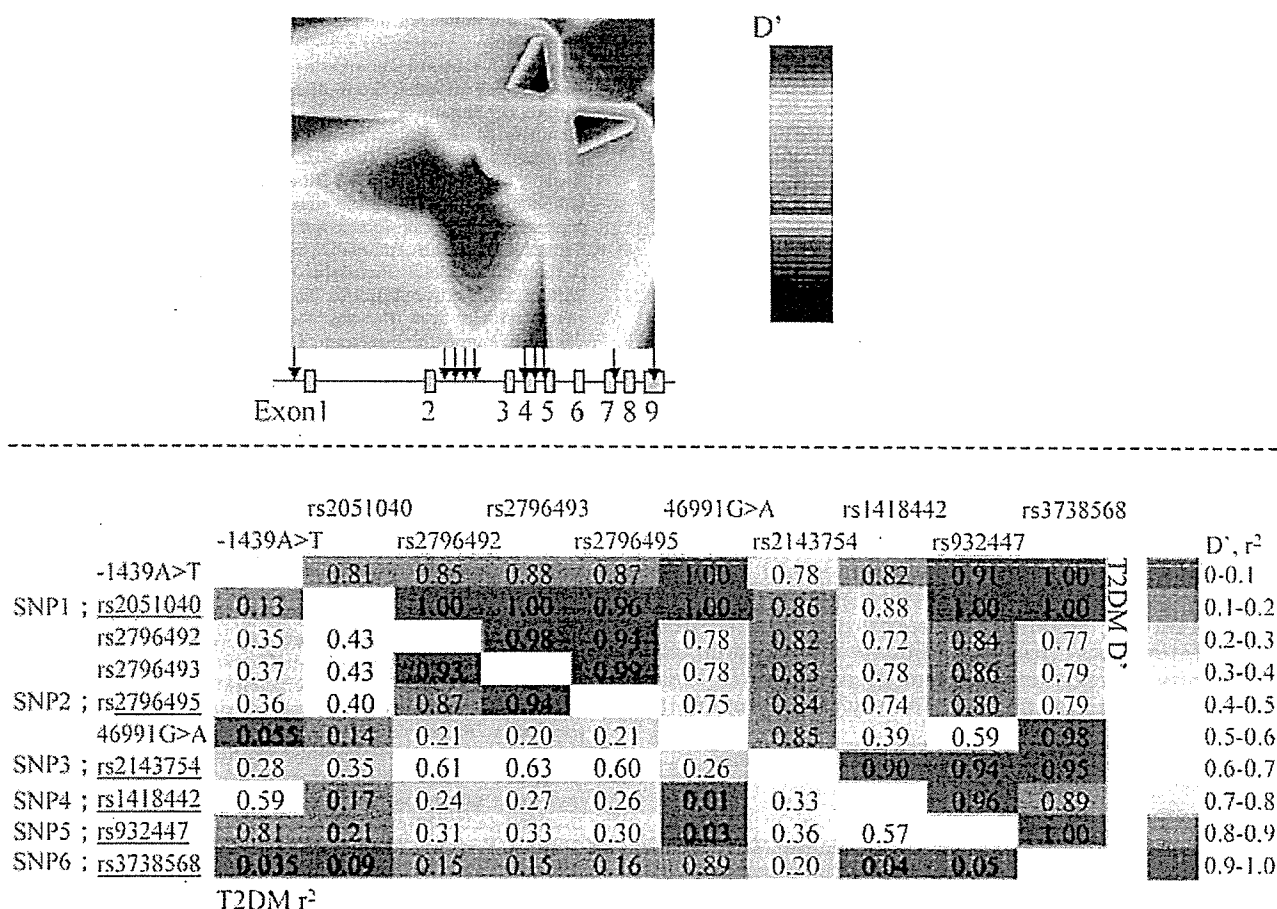 D'
Exon1 2 3 4 5 6 7 8 9
rs2051040 rs2796493 46991G>A rs1418442 rs3738568
-1439A>T rs2796492 rs2796495 rs2143754 rs932447 D', r²
-1439A>T 0.81 0.85 0.88 0.87 1.00 0.78 0.82 0.91 1.00 0-0.1
SNP1 ; rs2051040 0.13 1.00 1.00 0.96 1.00 0.86 0.88 1.00 1.00 0.1-0.2
rs2796492 0.35 0.43 0.98 0.94 0.78 0.82 0.72 0.84 0.77 0.2-0.3
rs2796493 0.37 0.43 0.93 0.99 0.78 0.83 0.78 0.86 0.79 0.3-0.4
SNP2 ; rs2796495 0.36 0.40 0.87 0.94 0.75 0.84 0.74 0.80 0.79 0.4-0.5
46991G>A 0.055 0.14 0.21 0.20 0.21 0.85 0.39 0.59 0.98 0.5-0.6
SNP3 ; rs2143754 0.28 0.35 0.61 0.63 0.60 0.26 0.90 0.94 0.95 0.6-0.7
SNP4 ; rs1418442 0.59 0.17 0.24 0.27 0.26 0.01 0.33 0.96 0.89 0.7-0.8
SNP5 ; rs932447 0.81 0.21 0.31 0.33 0.30 0.03 0.36 0.57 1.00 0.8-0.9
SNP6 ; rs3738568 0.035 0.09 0.15 0.15 0.16 0.89 0.20 0.04 0.05 0.9-1.0
T2DM D'
T2DM r²